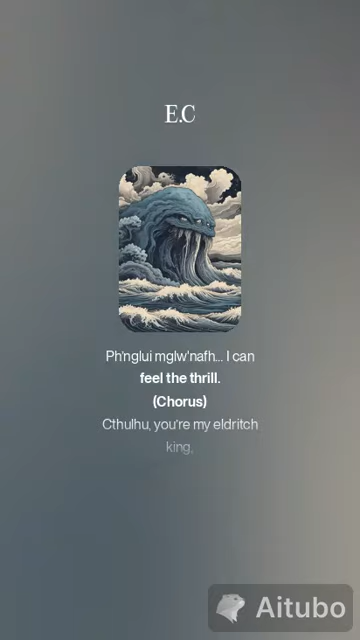 E.C
Ph'nglui mglw'nafh... I can
feel the thrill.
(Chorus)
Cthulhu, you're my eldritch
king,
Aitubo